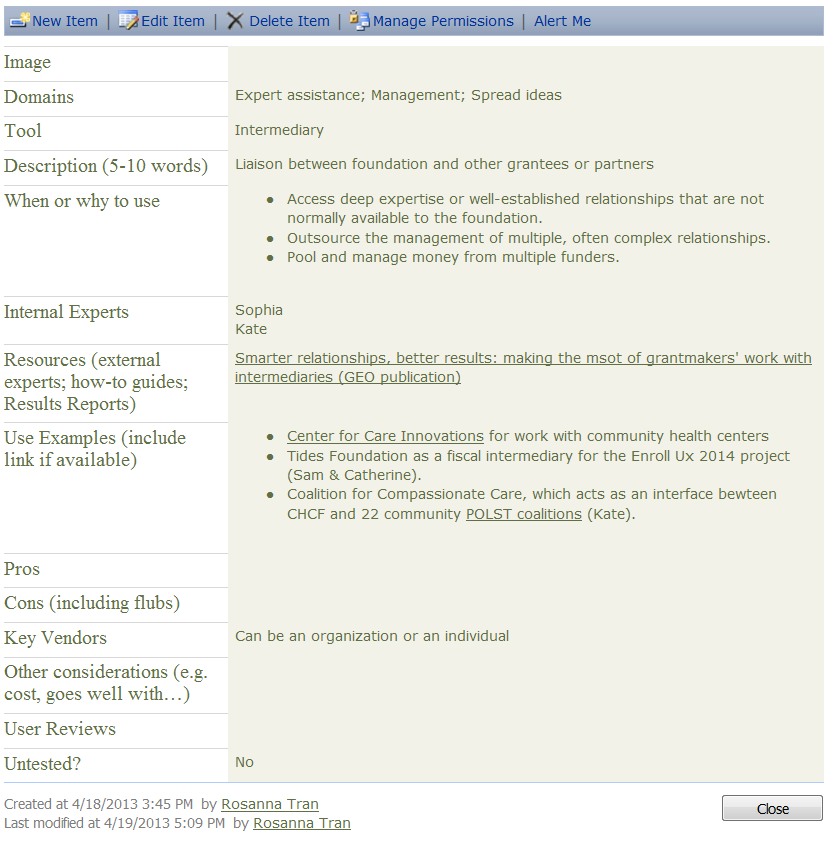 New Item | Edit Item | Delete Item | Manage Permissions | Alert Me
Image
Domains
Expert assistance; Management; Spread ideas
Tool
Intermediary
Description (5-10 words)
Liaison between foundation and other grantees or partners
When or why to use
• Access deep expertise or well-established relationships that are not
normally available to the foundation.
• Outsource the management of multiple, often complex relationships.
• Pool and manage money from multiple funders.
Internal Experts
Sophia
Kate
Resources (external
experts; how-to guides;
Results Reports)
Smarter relationships, better results: making the msot of grantmakers' work with
intermediaries (GEO publication)
Use Examples (include
link if available)
• Center for Care Innovations for work with community health centers
• Tides Foundation as a fiscal intermediary for the Enroll Ux 2014 project
(Sam & Catherine).
• Coalition for Compassionate Care, which acts as an interface bewteen
CHCF and 22 community POLST coalitions (Kate).
Pros
Cons (including flubs)
Key Vendors
Can be an organization or an individual
Other considerations (e.g.
cost, goes well with…)
User Reviews
Untested?
No
Created at 4/18/2013 3:45 PM by Rosanna Tran
Last modified at 4/19/2013 5:09 PM by Rosanna Tran
Close